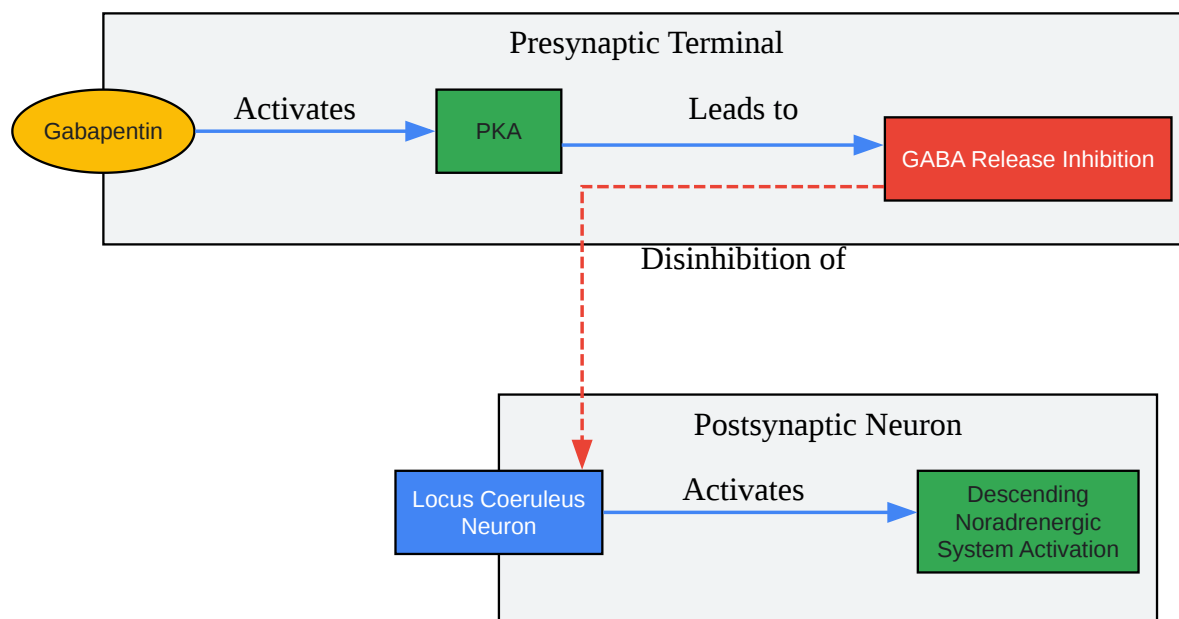 Presynaptic Terminal
Activates
Leads to
Gabapentin
PKA
GABA Release Inhibition
Disinhibition of
Postsynaptic Neuron
Locus Coeruleus
Neuron
Activates
Descending
Noradrenergic
System Activation